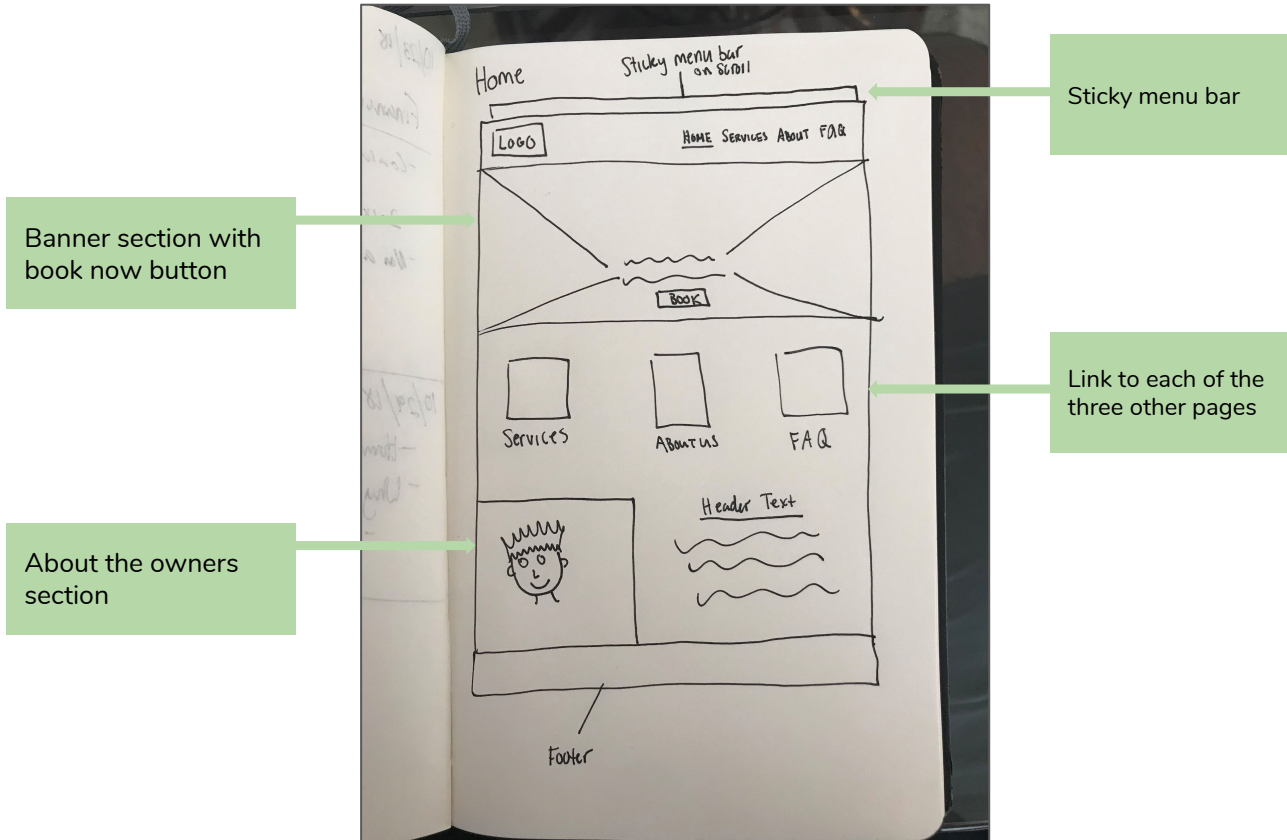 Home
Sticky menu bar
on scroll
LOGO
HOME SERVICES ABOUT FAQ
BOOK
Services
About us
FAQ
Header Text
Footer
Sticky menu bar
Banner section with
book now button
Link to each of the
three other pages
About the owners
section